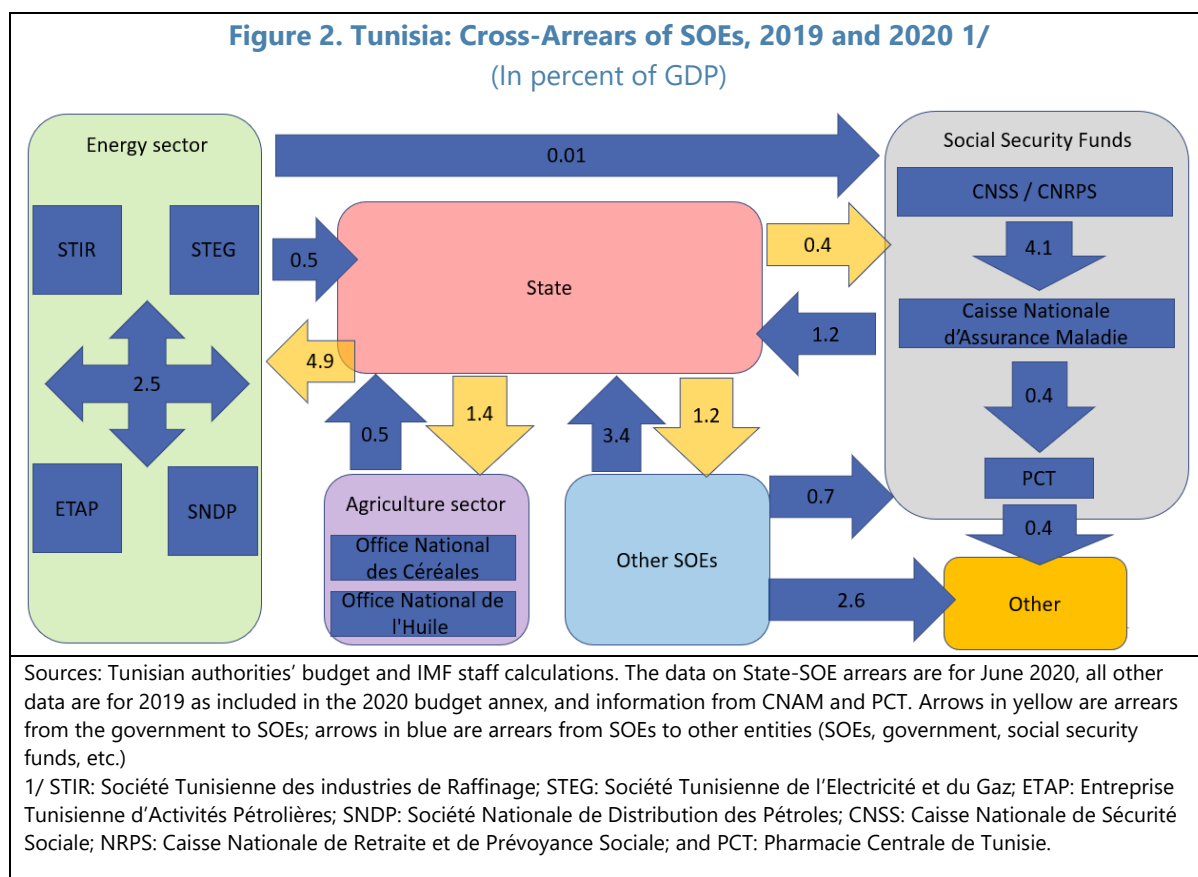 Figure 2. Tunisia: Cross-Arrears of SOEs, 2019 and 2020 1/
(In percent of GDP)
Energy sector
0.01
Social Security Funds
CNSS / CNRPS
STIR
STEG
0.5
State
0.4
4.1
Caisse Nationale
d’Assurance Maladie
1.2
4.9
2.5
0.5
1.4
3.4
1.2
0.4
ETAP
SNDP
Agriculture sector
Office National
des Céréales
Office National de
l'Huile
Other SOEs
0.7
PCT
0.4
2.6
Other
Sources: Tunisian authorities’ budget and IMF staff calculations. The data on State-SOE arrears are for June 2020, all other
data are for 2019 as included in the 2020 budget annex, and information from CNAM and PCT. Arrows in yellow are arrears
from the government to SOEs; arrows in blue are arrears from SOEs to other entities (SOEs, government, social security
funds, etc.)
1/ STIR: Société Tunisienne des industries de Raffinage; STEG: Société Tunisienne de l’Electricité et du Gaz; ETAP: Entreprise
Tunisienne d’Activités Pétrolières; SNDP: Société Nationale de Distribution des Pétroles; CNSS: Caisse Nationale de Sécurité
Sociale; NRPS: Caisse Nationale de Retraite et de Prévoyance Sociale; and PCT: Pharmacie Centrale de Tunisie.